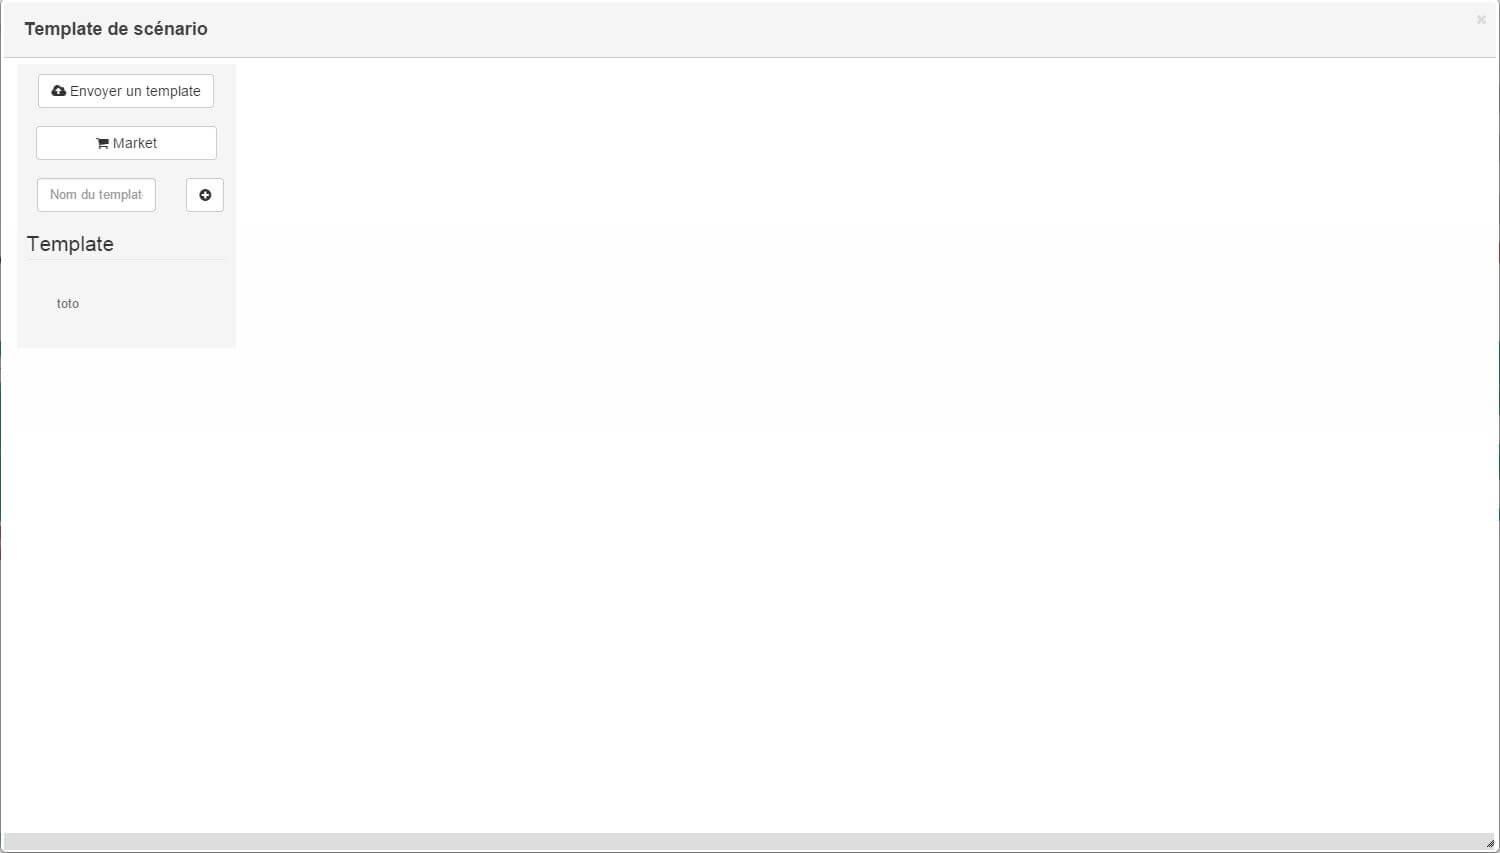 Template de scénario
Envoyer un template
Market
Nom du templat
Template
toto